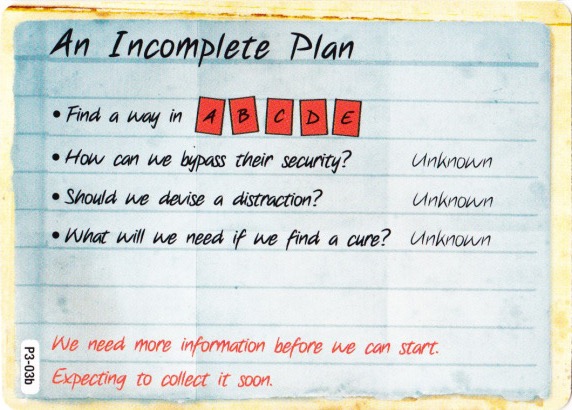 An Incomplete Plan
• Find a way in A B C D E
• How can we bypass their security? Unknown
• Should we devise a distraction? Unknown
• What will we need if we find a cure? Unknown
We need more information before we can start.
Expecting to collect it soon.
P3-03b